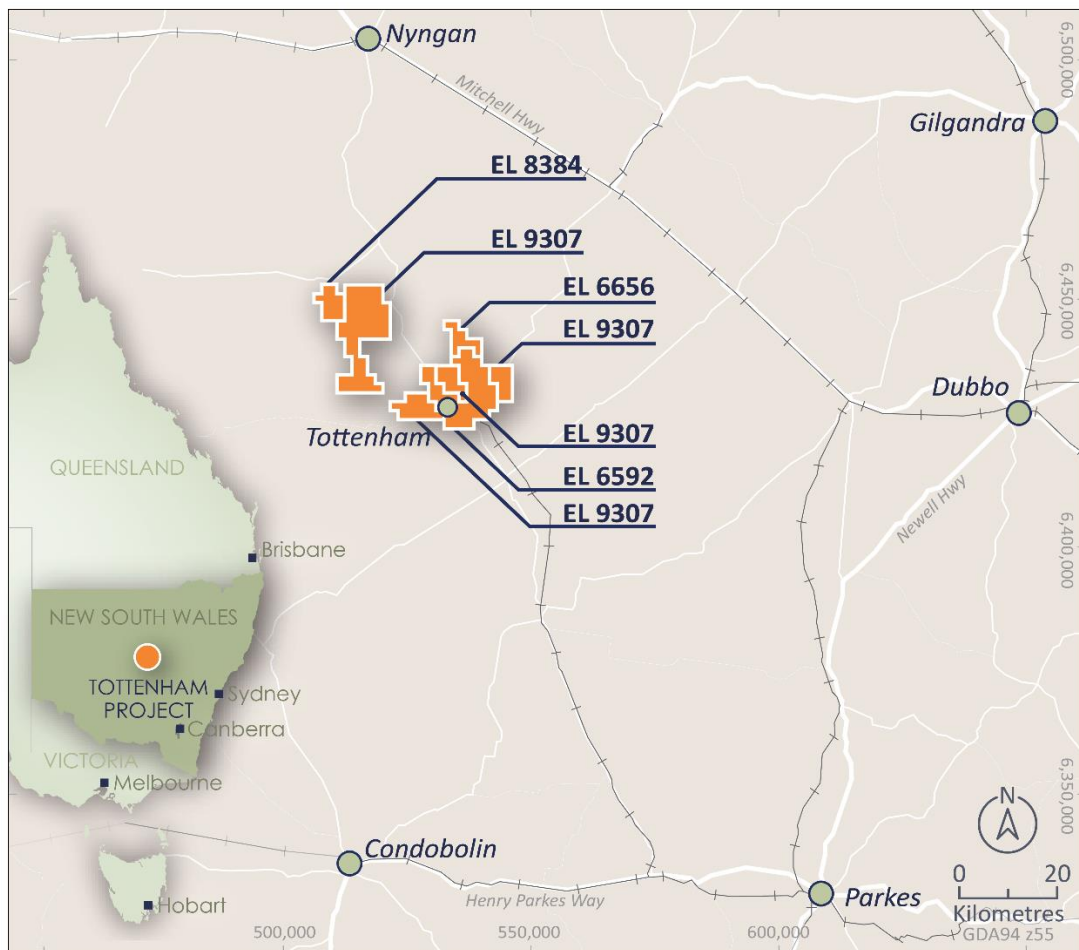 Nyngan
Mitchell Hwy
6,500,000
Gilgandra
EL 8384
EL 9307
EL 6656
EL 9307
6,450,000
Dubbo
Tottenham
EL 9307
EL 6592
EL 9307
Newell Hwy
6,400,000
QUEENSLAND
Brisbane
NEW SOUTH WALES
TOTTENHAM
PROJECT
Sydney
Canberra
VICTORIA
Melbourne
Hobart
6,350,000
N
0 20
Kilometres
GDA94 z55
Condobolin
Henry Parkes Way
Parkes
500,000
550,000
600,000